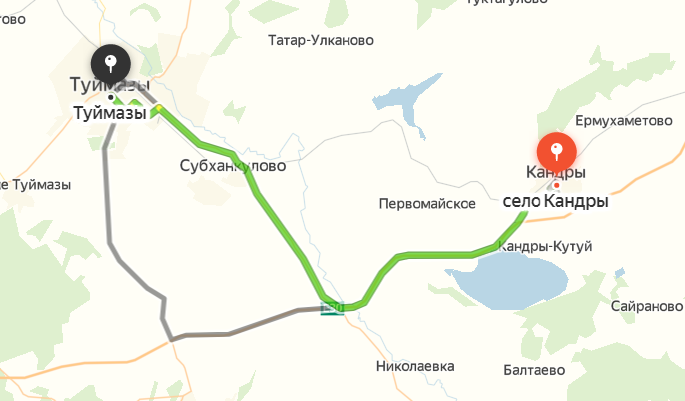 Туктагулово
Татар-Улканово
Туймазы
Туймазы
Ермухаметово
Субханкулово
Кандры
е Туймазы
село Кандры
Первомайское
Кандры-Кутуй
Сайраново
Николаевка
Балтаево